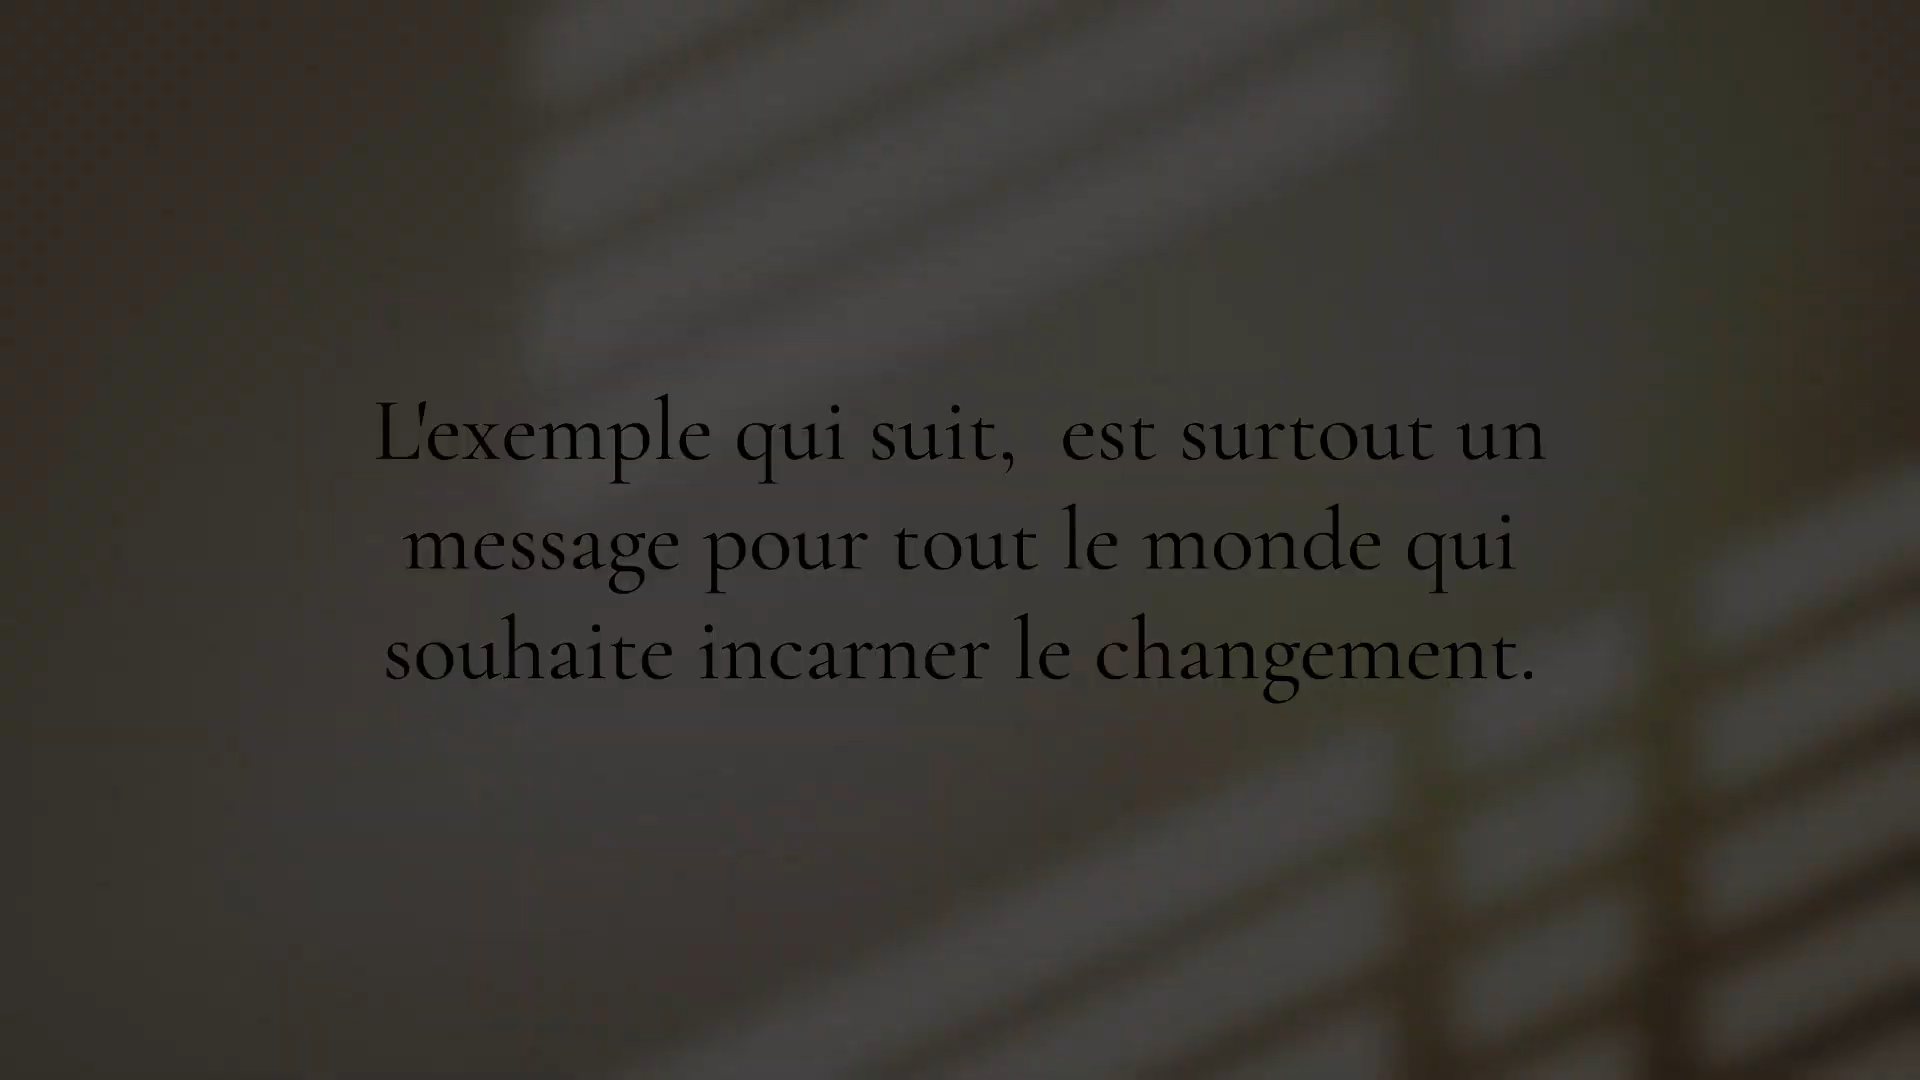 L'exemple qui suit,  est surtout un
message pour tout le monde qui
souhaite incarner le changement.